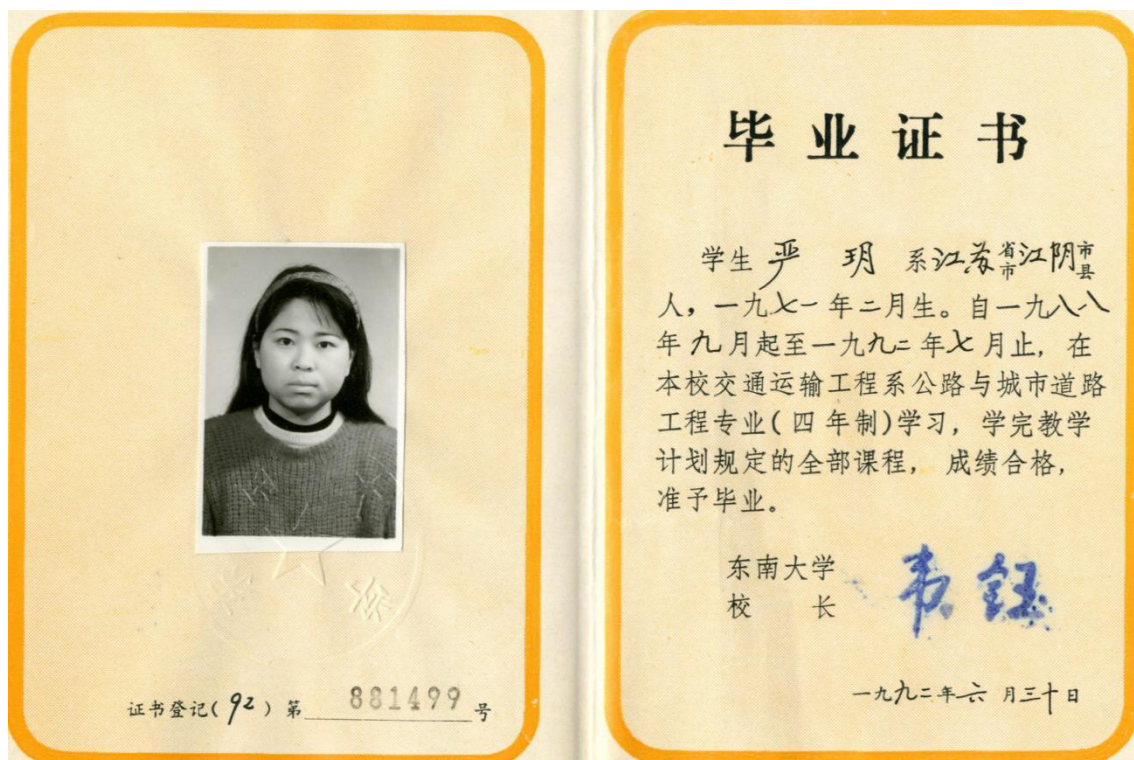 证书登记(92)第 881499 号
毕业证书
学生 严 玥 系江苏省市江阴市县
人，一九七一年二月生。自一九八八
年九月起至一九九二年七月止，在
本校交通运输工程系公路与城市道路
工程专业(四年制)学习，学完教学
计划规定的全部课程，成绩合格，
准予毕业。
东南大学
校 长 韦钰
一九九二年六月三十日